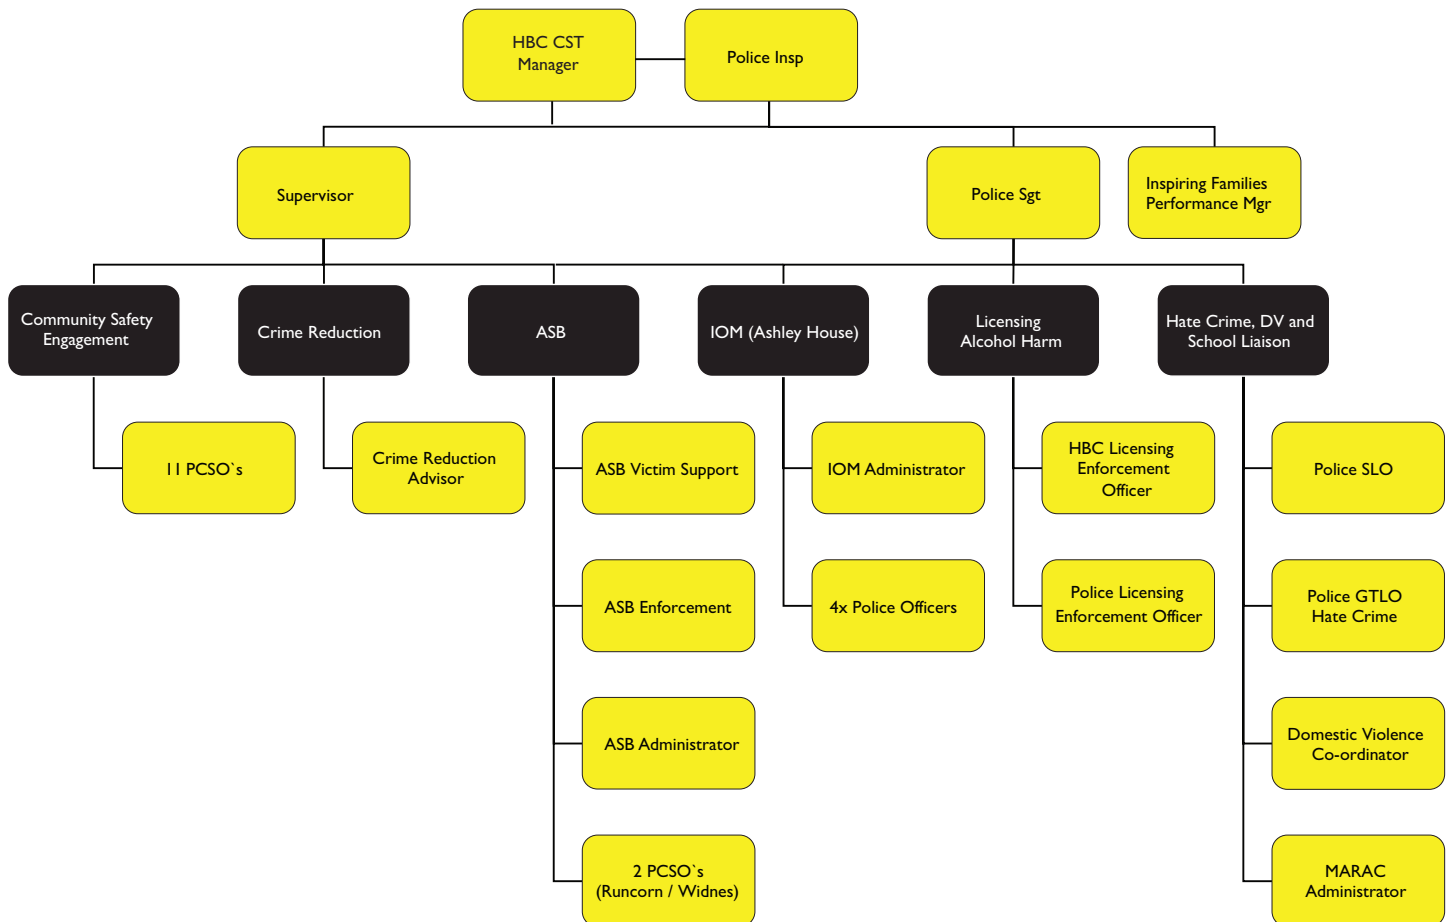 HBC CST
Manager
Police Insp
Supervisor
Police Sgt
Inspiring Families
Performance Mgr
Community Safety
Engagement
Crime Reduction
ASB
IOM (Ashley House)
Licensing
Alcohol Harm
Hate Crime, DV and
School Liaison
11 PCSO`s
Crime Reduction
Advisor
ASB Victim Support
IOM Administrator
HBC Licensing
Enforcement
Officer
Police SLO
ASB Enforcement
4x Police Officers
Police Licensing
Enforcement Officer
Police GTLO
Hate Crime
ASB Administrator
Domestic Violence
Co-ordinator
2 PCSO`s
(Runcorn / Widnes)
MARAC
Administrator